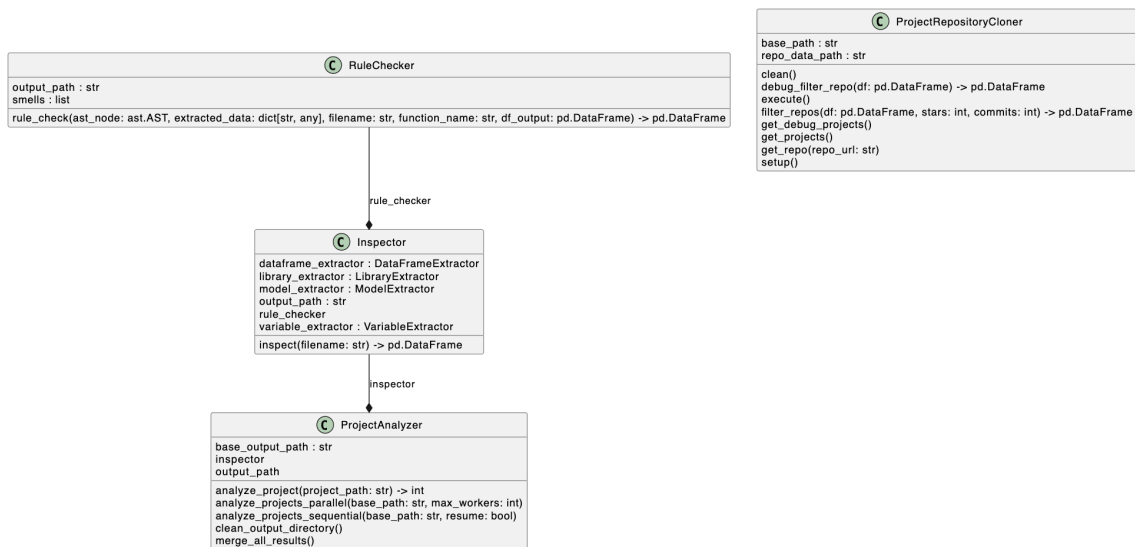 C RuleChecker
output_path : str
smells : list
rule_check(ast_node: ast.AST, extracted_data: dict[str, any], filename: str, function_name: str, df_output: pd.DataFrame) -> pd.DataFrame
C ProjectRepositoryCloner
base_path : str
repo_data_path : str
clean()
debug_filter_repo(df: pd.DataFrame) -> pd.DataFrame
execute()
filter_repos(df: pd.DataFrame, stars: int, commits: int) -> pd.DataFrame
get_debug_projects()
get_projects()
get_repo(repo_url: str)
setup()
rule_checker
C Inspector
dataframe_extractor : DataFrameExtractor
library_extractor : LibraryExtractor
model_extractor : ModelExtractor
output_path : str
rule_checker
variable_extractor : VariableExtractor
inspect(filename: str) -> pd.DataFrame
inspector
C ProjectAnalyzer
base_output_path : str
inspector
output_path
analyze_project(project_path: str) -> int
analyze_projects_parallel(base_path: str, max_workers: int)
analyze_projects_sequential(base_path: str, resume: bool)
clean_output_directory()
merge_all_results()